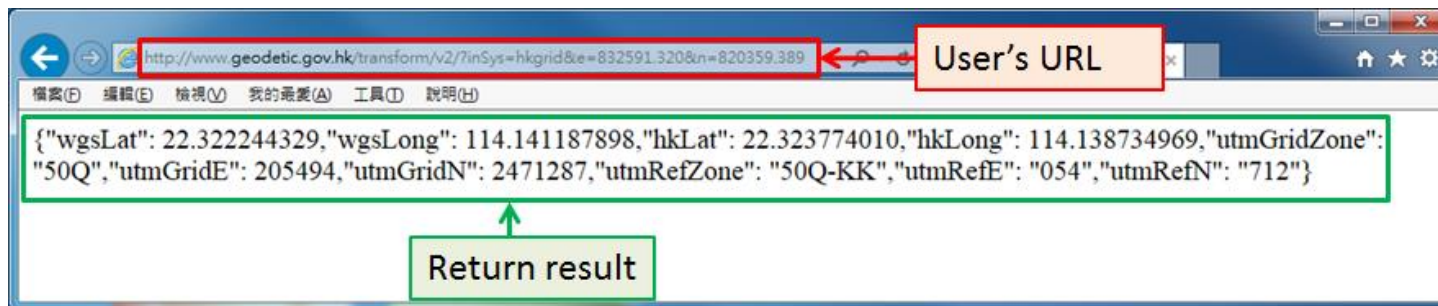 http://www.geodetic.gov.hk/transform/v2/?inSys=hkgrid&e=832591.320&n=820359.389
User's URL
檔案(F) 編輯(E) 檢視(V) 我的最愛(A) 工具(T) 說明(H)
{"wgsLat": 22.322244329,"wgsLong": 114.141187898,"hkLat": 22.323774010,"hkLong": 114.138734969,"utmGridZone":
"50Q","utmGridE": 205494,"utmGridN": 2471287,"utmRefZone": "50Q-KK","utmRefE": "054","utmRefN": "712"}
Return result